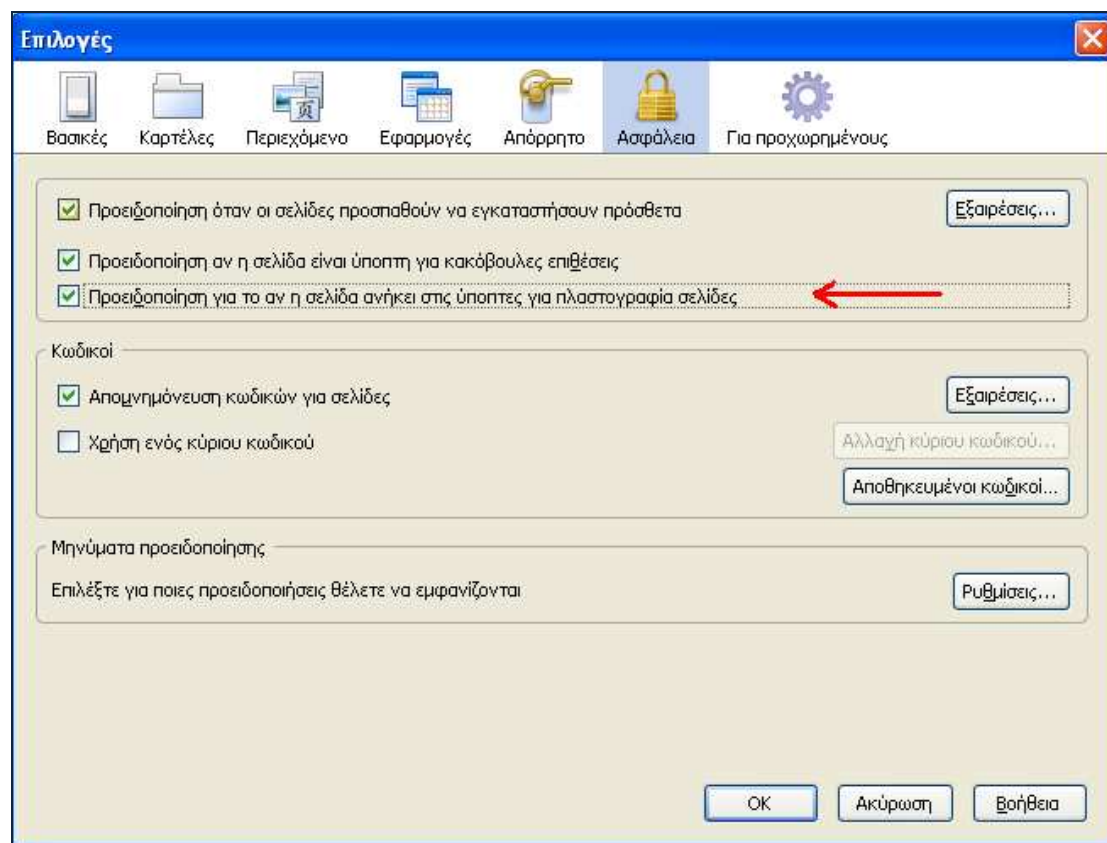 Επιλογές
Βασικές Καρτέλες Περιεχόμενο Εφαρμογές Απόρρητο Ασφάλεια Για προχωρημένους
Προειδοποίηση όταν οι σελίδες προσπαθούν να εγκαταστήσουν πρόσθετα Εξαιρέσεις...
Προειδοποίηση αν η σελίδα είναι ύποπτη για κακόβουλες επιθέσεις
Προειδοποίηση για το αν η σελίδα ανήκει στις ύποπτες για πλαστογραφία σελίδες
Κωδικοί
Απομνημόνευση κωδικών για σελίδες Εξαιρέσεις...
Χρήση ενός κύριου κωδικού Αλλαγή κύριου κωδικού...
Αποθηκευμένοι κωδικοί...
Μηνύματα προειδοποίησης
Επιλέξτε για ποιες προειδοποιήσεις θέλετε να εμφανίζονται Ρυθμίσεις...
OK Ακύρωση Βοήθεια